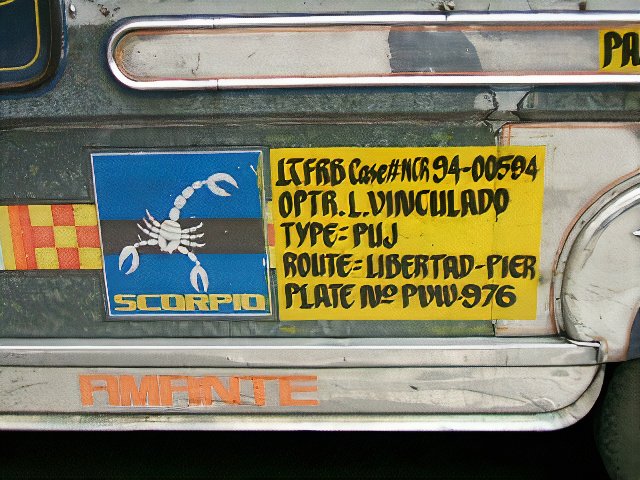 PA
LTFRB Case#NCR 94-00594
OPTR. L. VINCULADO
TYPE= PUJ
ROUTE= LIBERTAD-PIER
PLATE Nº PVW-976
SCORPIO
AMANTE